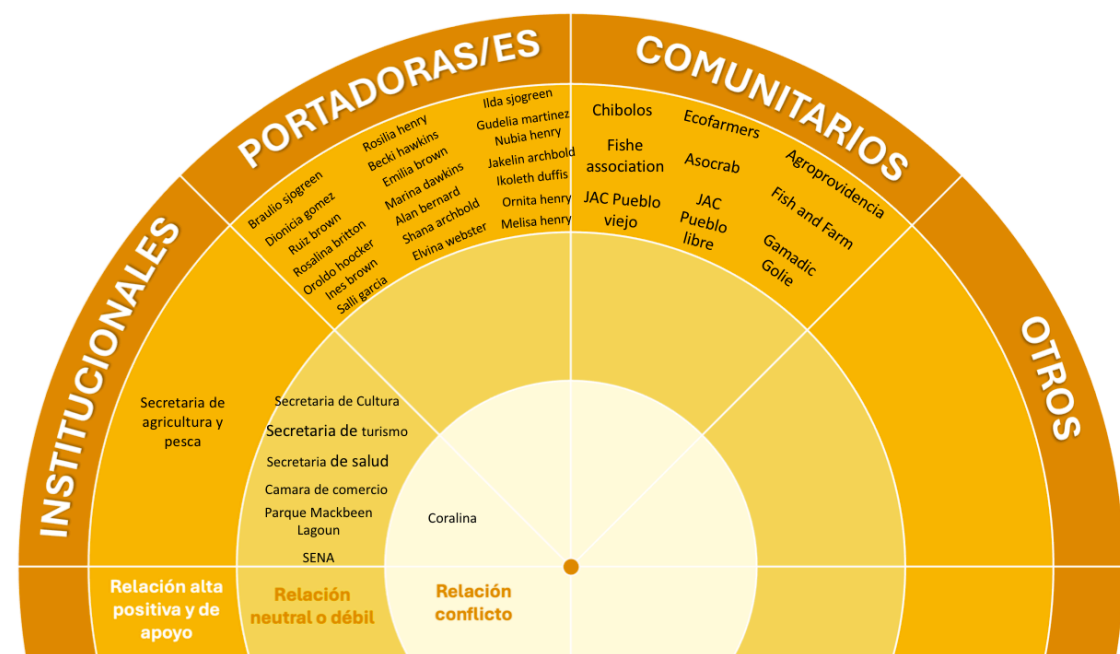 PORTADORAS/ES
COMUNITARIOS
INSTITUCIONALES
OTROS
Braulio sjogreen
Dionicia gomez
Ruiz brown
Rosalina britton
Oroldo hoocker
Ines brown
Salli garcia
Rosilia henry
Becki hawkins
Emilia brown
Marina dawkins
Alan bernard
Shana archbold
Elvina webster
Ilda sjogreen
Gudelia martinez
Nubia henry
Jakelin archbold
Ikoleth duffis
Ornita henry
Melisa henry
Chibolos
Fishe
association
JAC Pueblo
viejo
Ecofarmers
Asocrab
JAC
Pueblo
libre
Agroprovidencia
Fish and Farm
Gamadic
Golie
Secretaria de
agricultura y
pesca
Secretaria de Cultura
Secretaria de turismo
Secretaria de salud
Camara de comercio
Parque Mackbeen
Lagoun
SENA
Coralina
Relación alta
positiva y de
apoyo
Relación
neutral o débil
Relación
conflicto